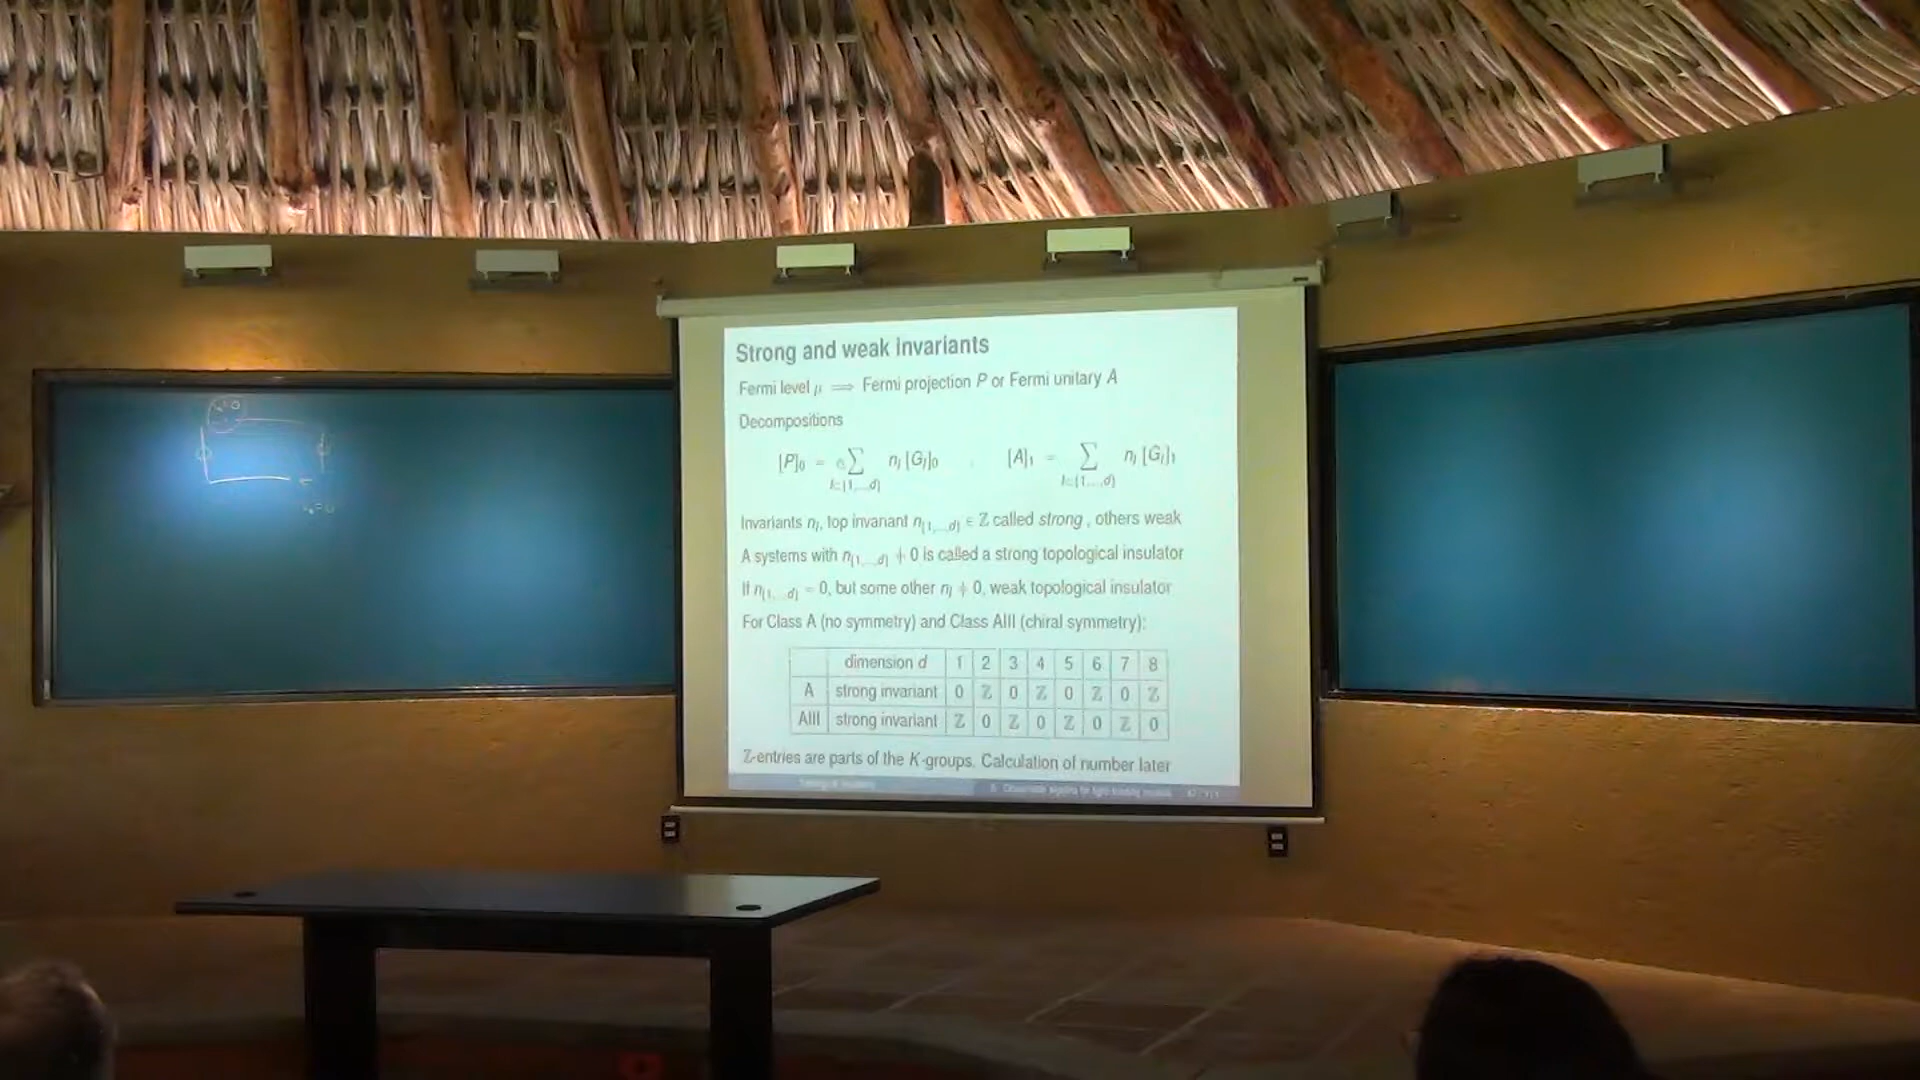 Strong and weak invariants
Fermi level μ ⟹ Fermi projection P or Fermi unitary A
Decompositions
[P]₀ = ∑ n_I [G_I]₀ , [A]₁ = ∑ n_I [G_I]₁
I⊂{1,...,d} I⊂{1,...,d}
Invariants n_I, top invariant n_{1,...,d} ∈ ℤ called strong, others weak
A systems with n_{1,...,d} ≠ 0 is called a strong topological insulator
If n_{1,...,d} = 0, but some other n_I ≠ 0, weak topological insulator
For Class A (no symmetry) and Class AIII (chiral symmetry):
dimension d 1 2 3 4 5 6 7 8
A strong invariant 0 ℤ 0 ℤ 0 ℤ 0 ℤ
AIII strong invariant ℤ 0 ℤ 0 ℤ 0 ℤ 0
ℤ-entries are parts of the K-groups. Calculation of number later